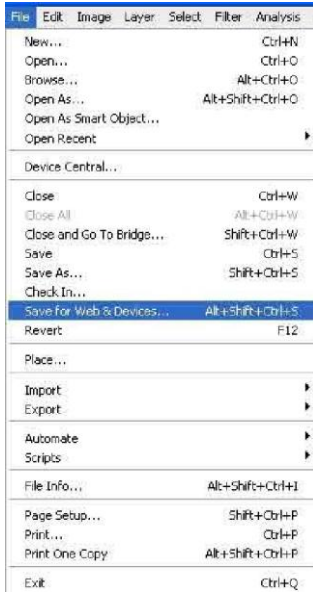 File Edit Image Layer Select Filter Analysis
New... Ctrl+N
Open... Ctrl+O
Browse... Alt+Ctrl+O
Open As... Alt+Shift+Ctrl+O
Open As Smart Object...
Open Recent
Device Central...
Close Ctrl+W
Close All Alt+Ctrl+W
Close and Go To Bridge... Shift+Ctrl+W
Save Ctrl+S
Save As... Shift+Ctrl+S
Check In...
Save for Web & Devices... Alt+Shift+Ctrl+S
Revert F12
Place...
Import
Export
Automate
Scripts
File Info... Alt+Shift+Ctrl+I
Page Setup... Shift+Ctrl+P
Print... Ctrl+P
Print One Copy Alt+Shift+Ctrl+P
Exit Ctrl+Q